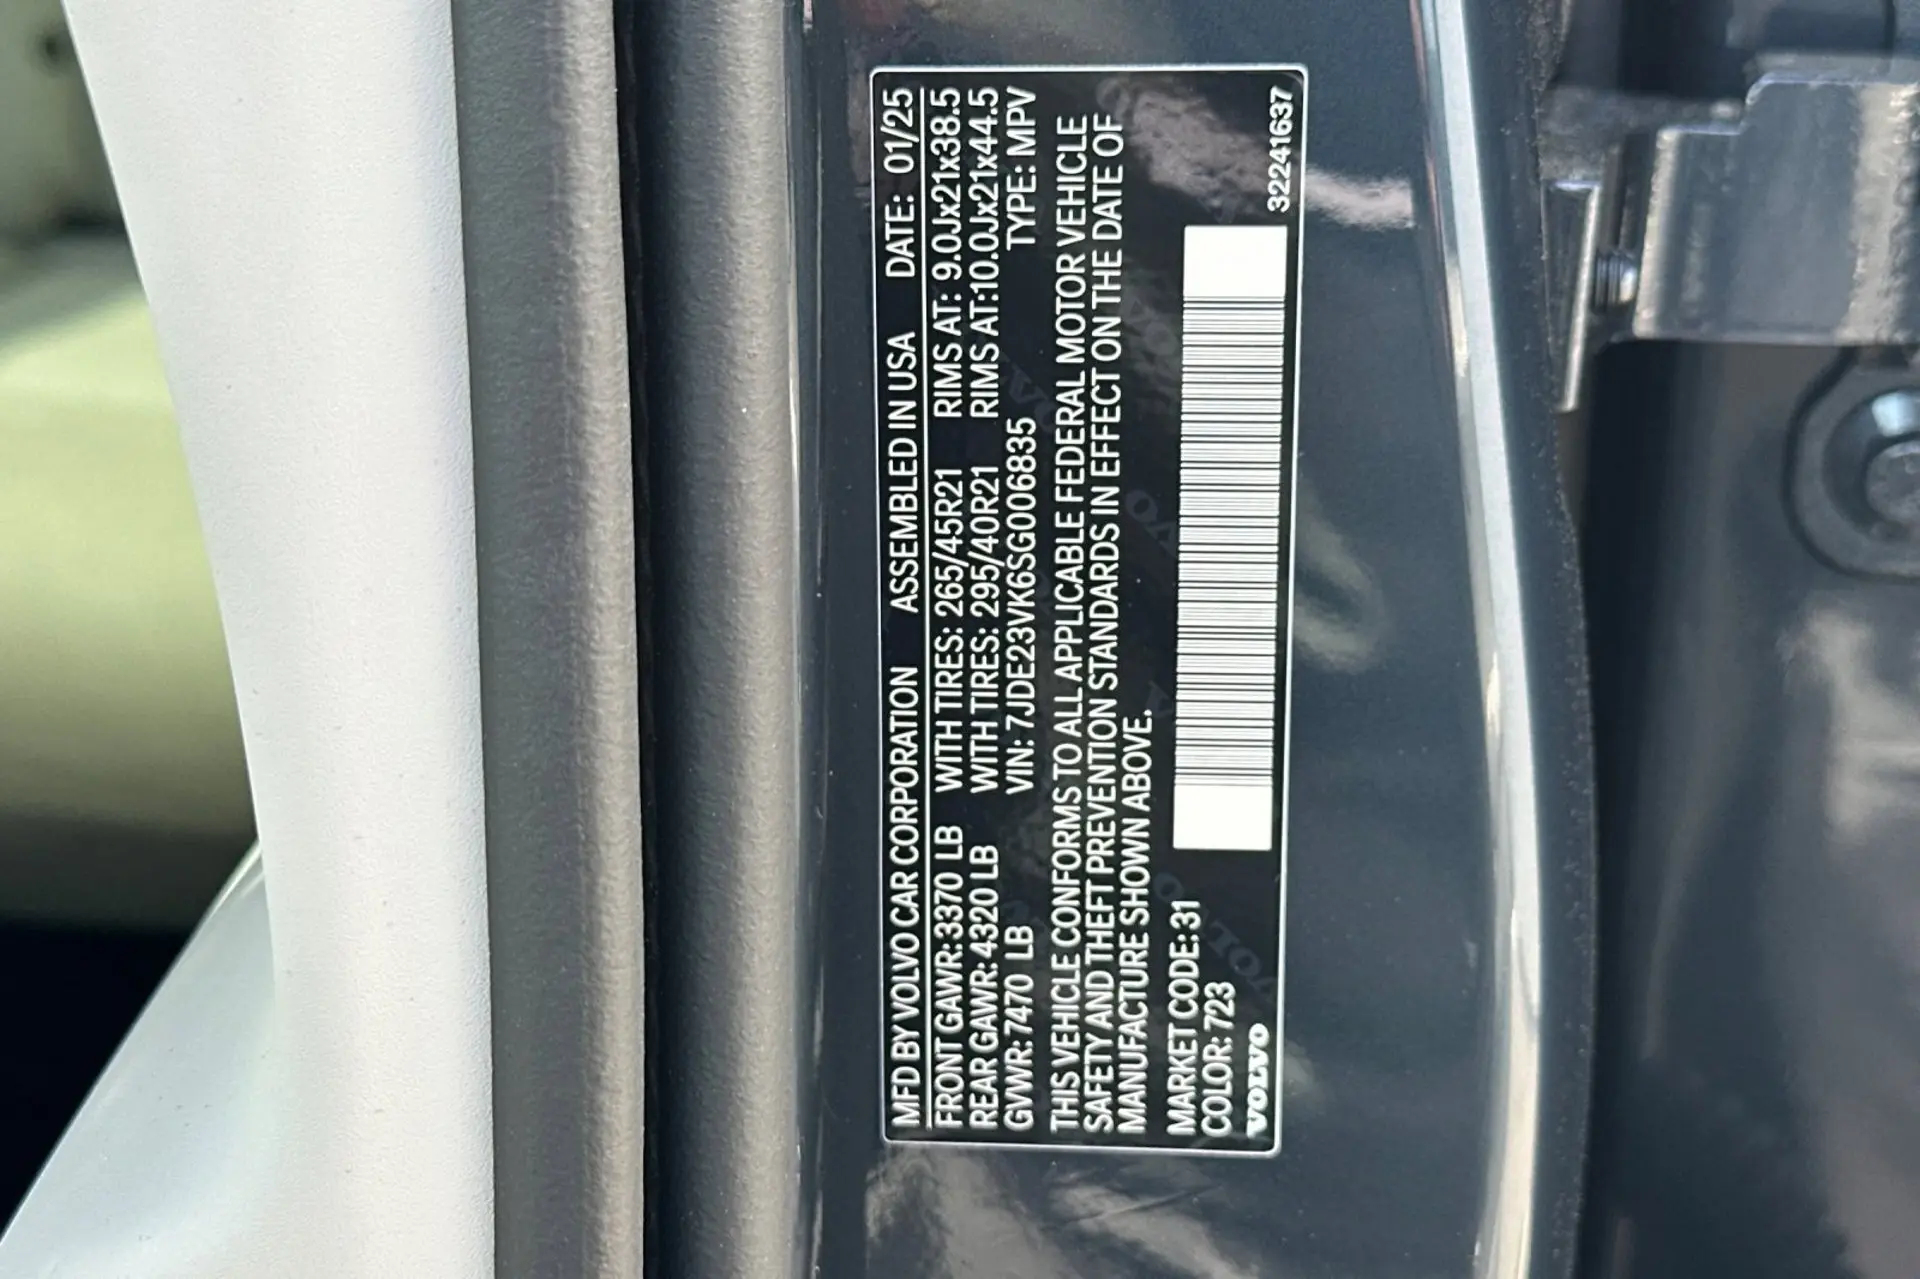 MFD BY VOLVO CAR CORPORATION ASSEMBLED IN USA DATE: 01/25
FRONT GAWR: 3370 LB WITH TIRES: 265/45R21 RIMS AT: 9.0Jx21x38.5
REAR GAWR: 4320 LB WITH TIRES: 295/40R21 RIMS AT:10.0Jx21x44.5
GVWR: 7470 LB VIN: 7JDE23VK6SG006835 TYPE: MPV
THIS VEHICLE CONFORMS TO ALL APPLICABLE FEDERAL MOTOR VEHICLE
SAFETY AND THEFT PREVENTION STANDARDS IN EFFECT ON THE DATE OF
MANUFACTURE SHOWN ABOVE.
MARKET CODE: 31
COLOR: 723
VOLVO
32241637